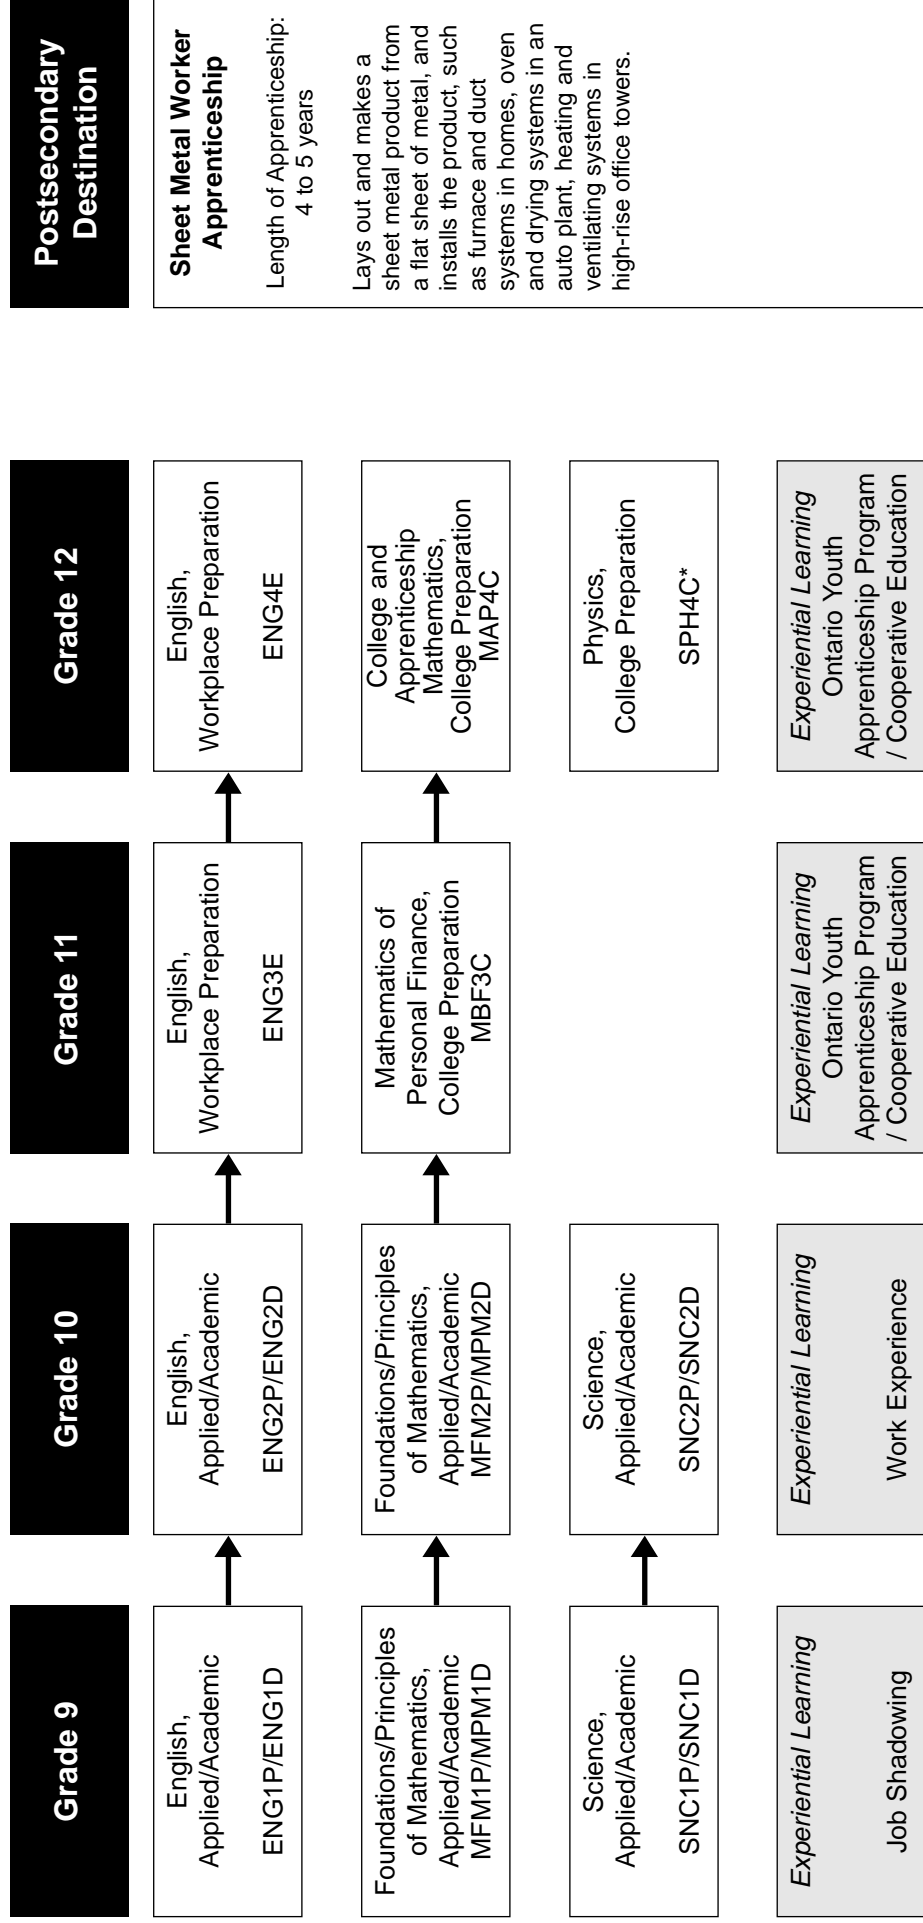 Grade 9
Grade 10
Grade 11
Grade 12
Postsecondary
Destination
English,
Applied/Academic
ENG1P/ENG1D
English,
Applied/Academic
ENG2P/ENG2D
English,
Workplace Preparation
ENG3E
English,
Workplace Preparation
ENG4E
Sheet Metal Worker
Apprenticeship
Length of Apprenticeship:
4 to 5 years
Lays out and makes a
sheet metal product from
a flat sheet of metal, and
installs the product, such
as furnace and duct
systems in homes, oven
and drying systems in an
auto plant, heating and
ventilating systems in
high-rise office towers.
Foundations/Principles
of Mathematics,
Applied/Academic
MFM1P/MPM1D
Foundations/Principles
of Mathematics,
Applied/Academic
MFM2P/MPM2D
Mathematics of
Personal Finance,
College Preparation
MBF3C
College and
Apprenticeship
Mathematics,
College Preparation
MAP4C
Science,
Applied/Academic
SNC1P/SNC1D
Science,
Applied/Academic
SNC2P/SNC2D
Physics,
College Preparation
SPH4C*
Experiential Learning
Job Shadowing
Experiential Learning
Work Experience
Experiential Learning
Ontario Youth
Apprenticeship Program
/ Cooperative Education
Experiential Learning
Ontario Youth
Apprenticeship Program
/ Cooperative Education